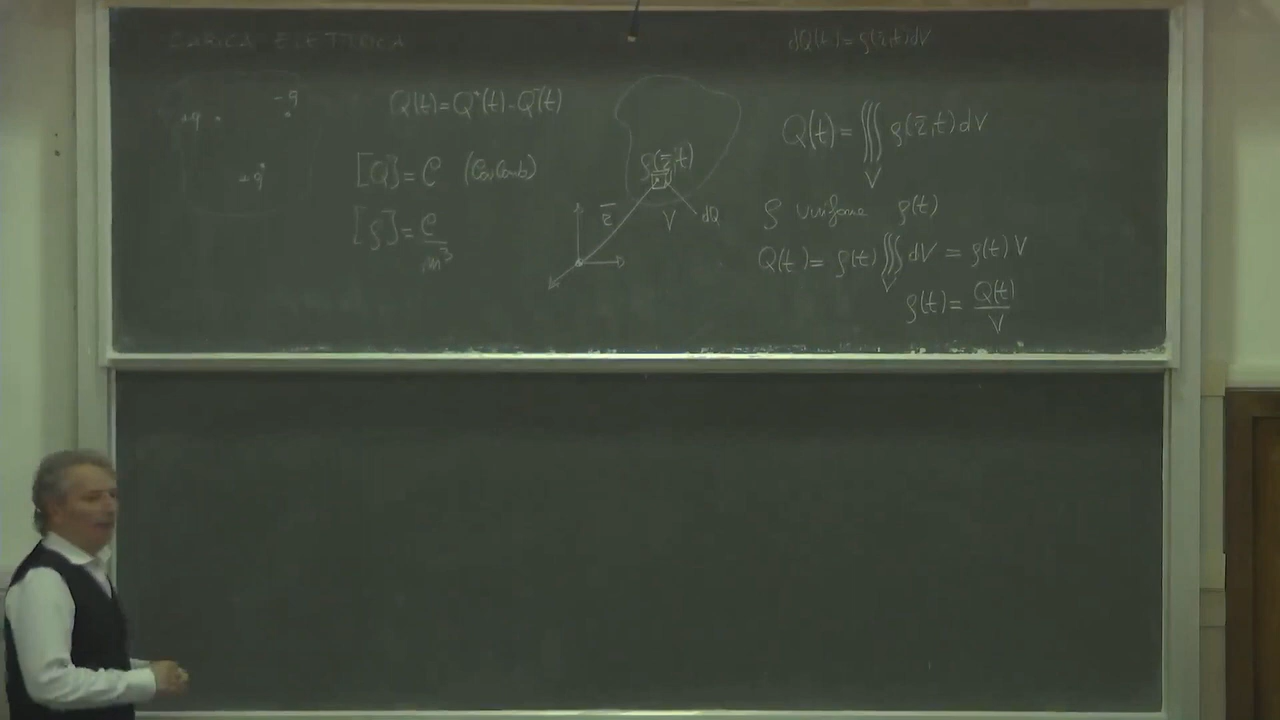 CARICA ELETTRICA
+q
-q
+q
Q(t)=Q⁺(t)-Q⁻(t)
[Q]=C (Coulomb)
[ρ]=C/m³
ρ(r̄,t)
r̄
V
dQ
dQ(t)=ρ(r̄,t)dV
Q(t)=∭_V ρ(r̄,t)dV
ρ uniforme ρ(t)
Q(t)=ρ(t)∭_V dV=ρ(t)V
ρ(t)=Q(t)/V